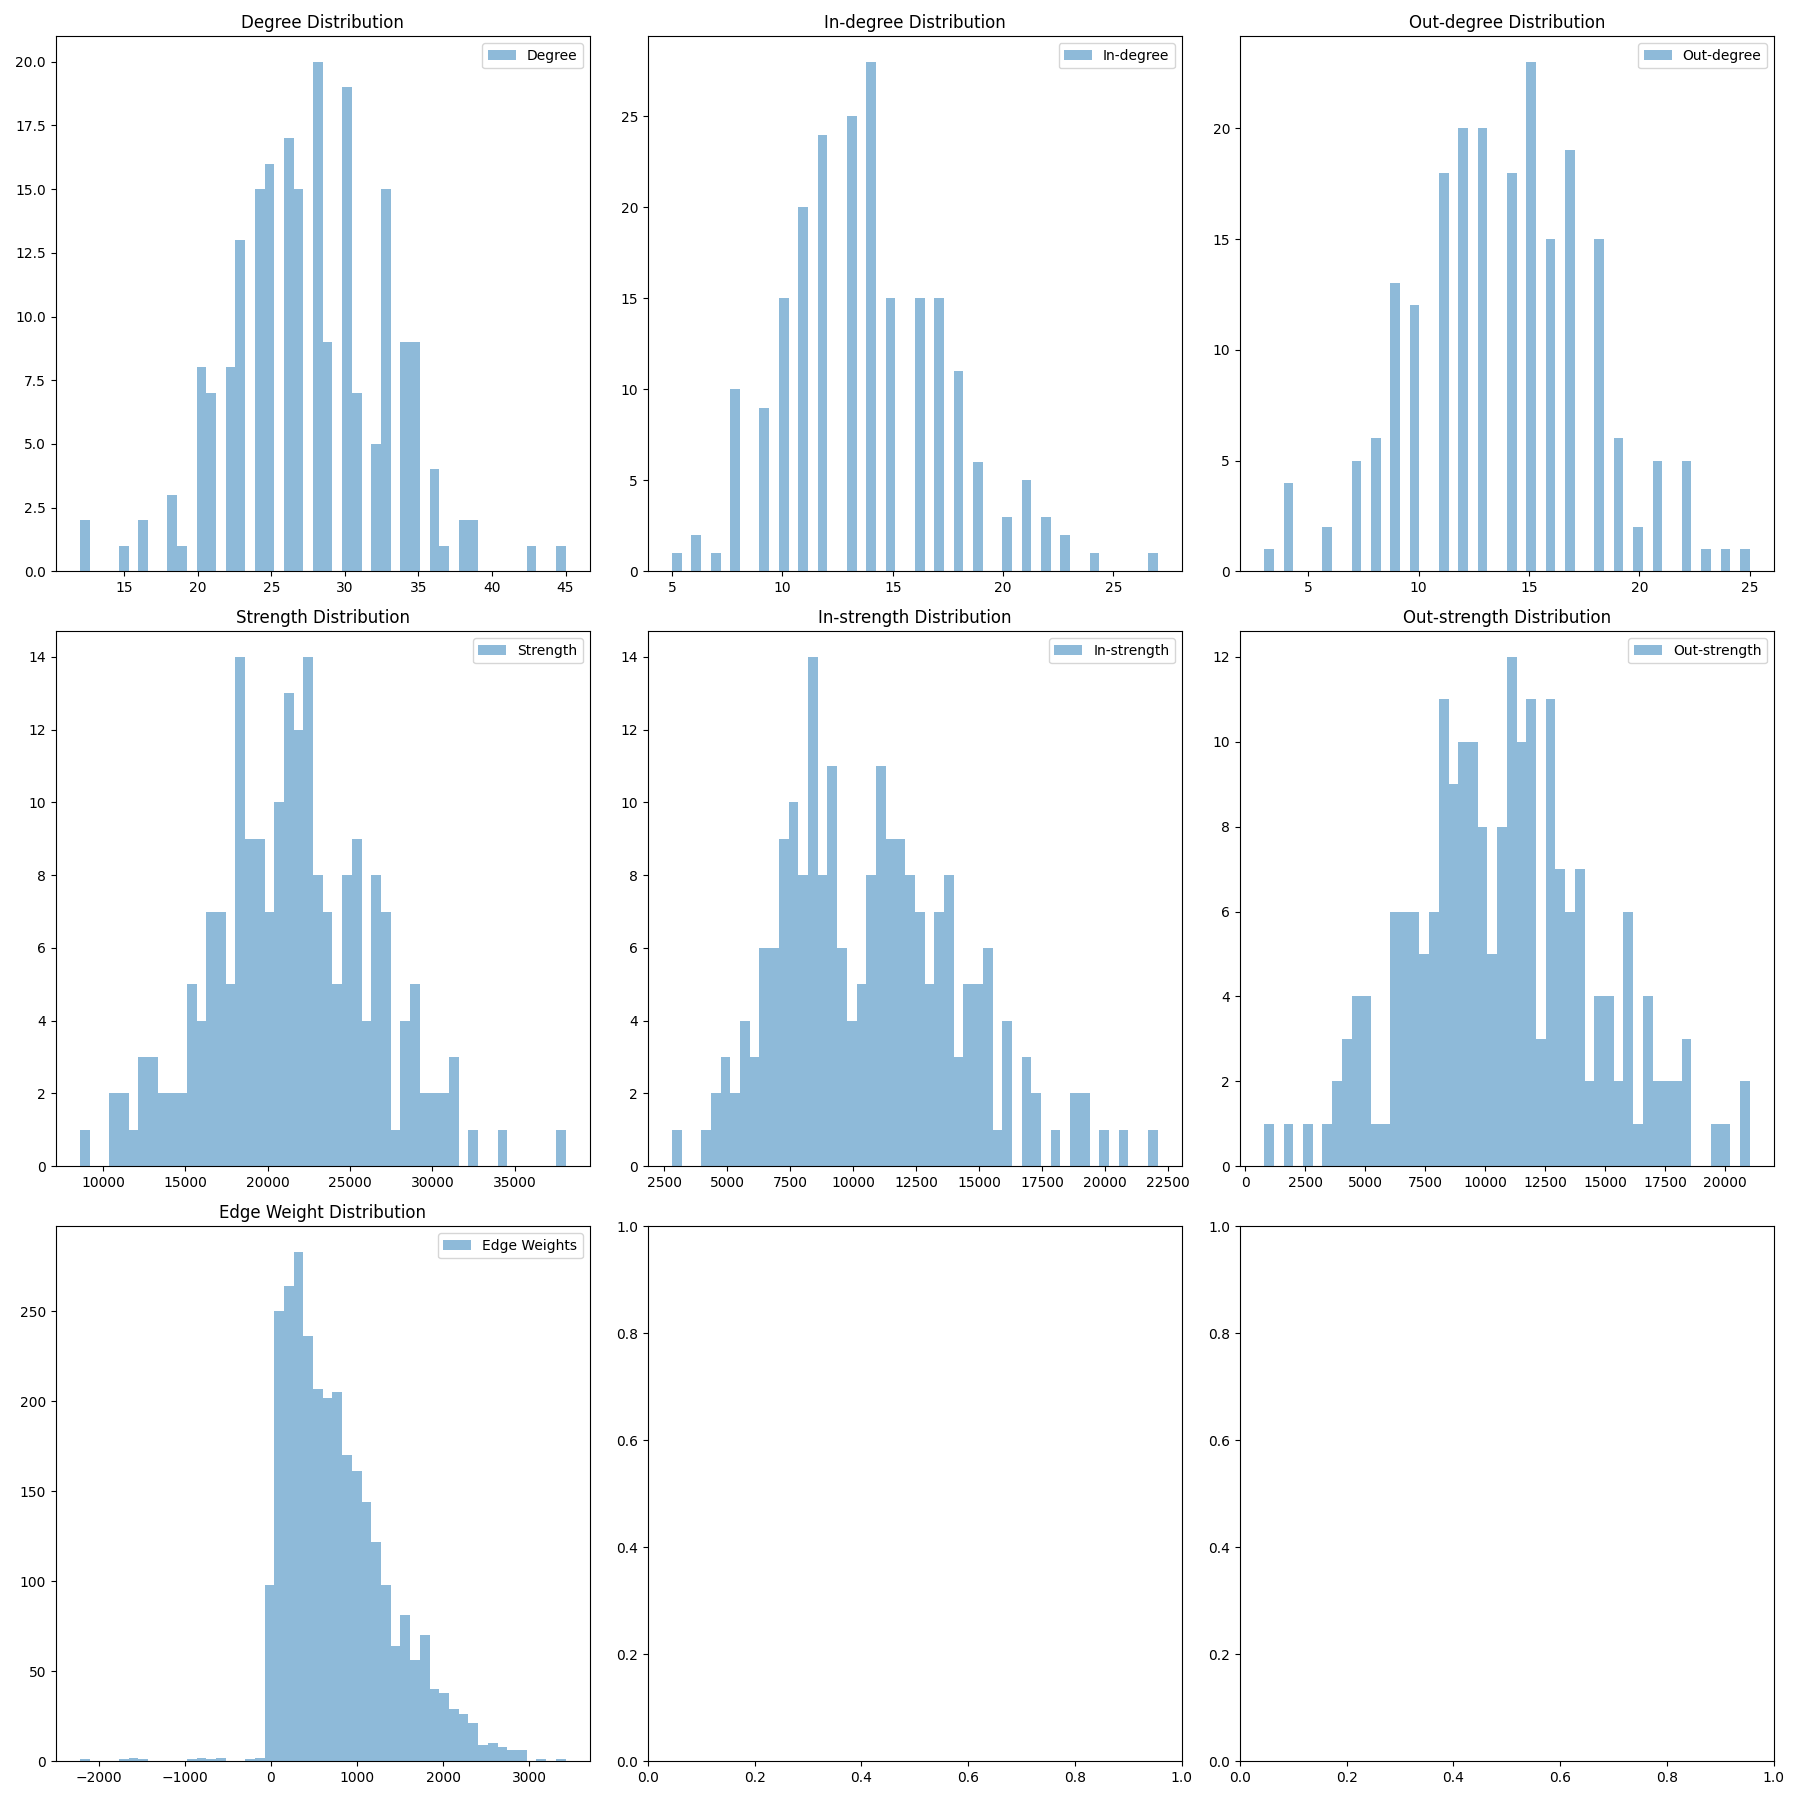 Degree Distribution
In-degree Distribution
Out-degree Distribution
Degree
In-degree
Out-degree
20.0
17.5
15.0
12.5
10.0
7.5
5.0
2.5
0.0
15 20 25 30 35 40 45
25
20
15
10
5
0
5 10 15 20 25
20
15
10
5
0
5 10 15 20 25
Strength Distribution
In-strength Distribution
Out-strength Distribution
Strength
In-strength
Out-strength
14
12
10
8
6
4
2
0
10000 15000 20000 25000 30000 35000
14
12
10
8
6
4
2
0
2500 5000 7500 10000 12500 15000 17500 20000 22500
12
10
8
6
4
2
0
0 2500 5000 7500 10000 12500 15000 17500 20000
Edge Weight Distribution
Edge Weights
250
200
150
100
50
0
−2000 −1000 0 1000 2000 3000
1.0
0.8
0.6
0.4
0.2
0.0
0.0 0.2 0.4 0.6 0.8 1.0
1.0
0.8
0.6
0.4
0.2
0.0
0.0 0.2 0.4 0.6 0.8 1.0